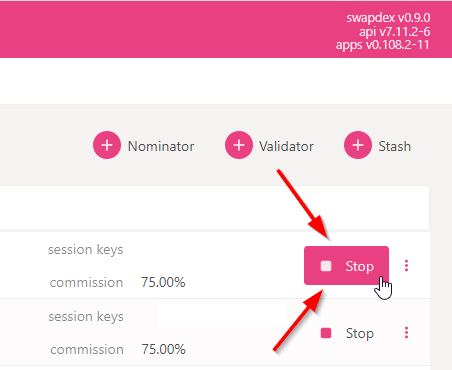 swapdex v0.9.0
api v7.11.2-6
apps v0.108.2-11
Nominator Validator Stash
session keys
Stop
commission 75.00%
session keys
Stop
commission 75.00%